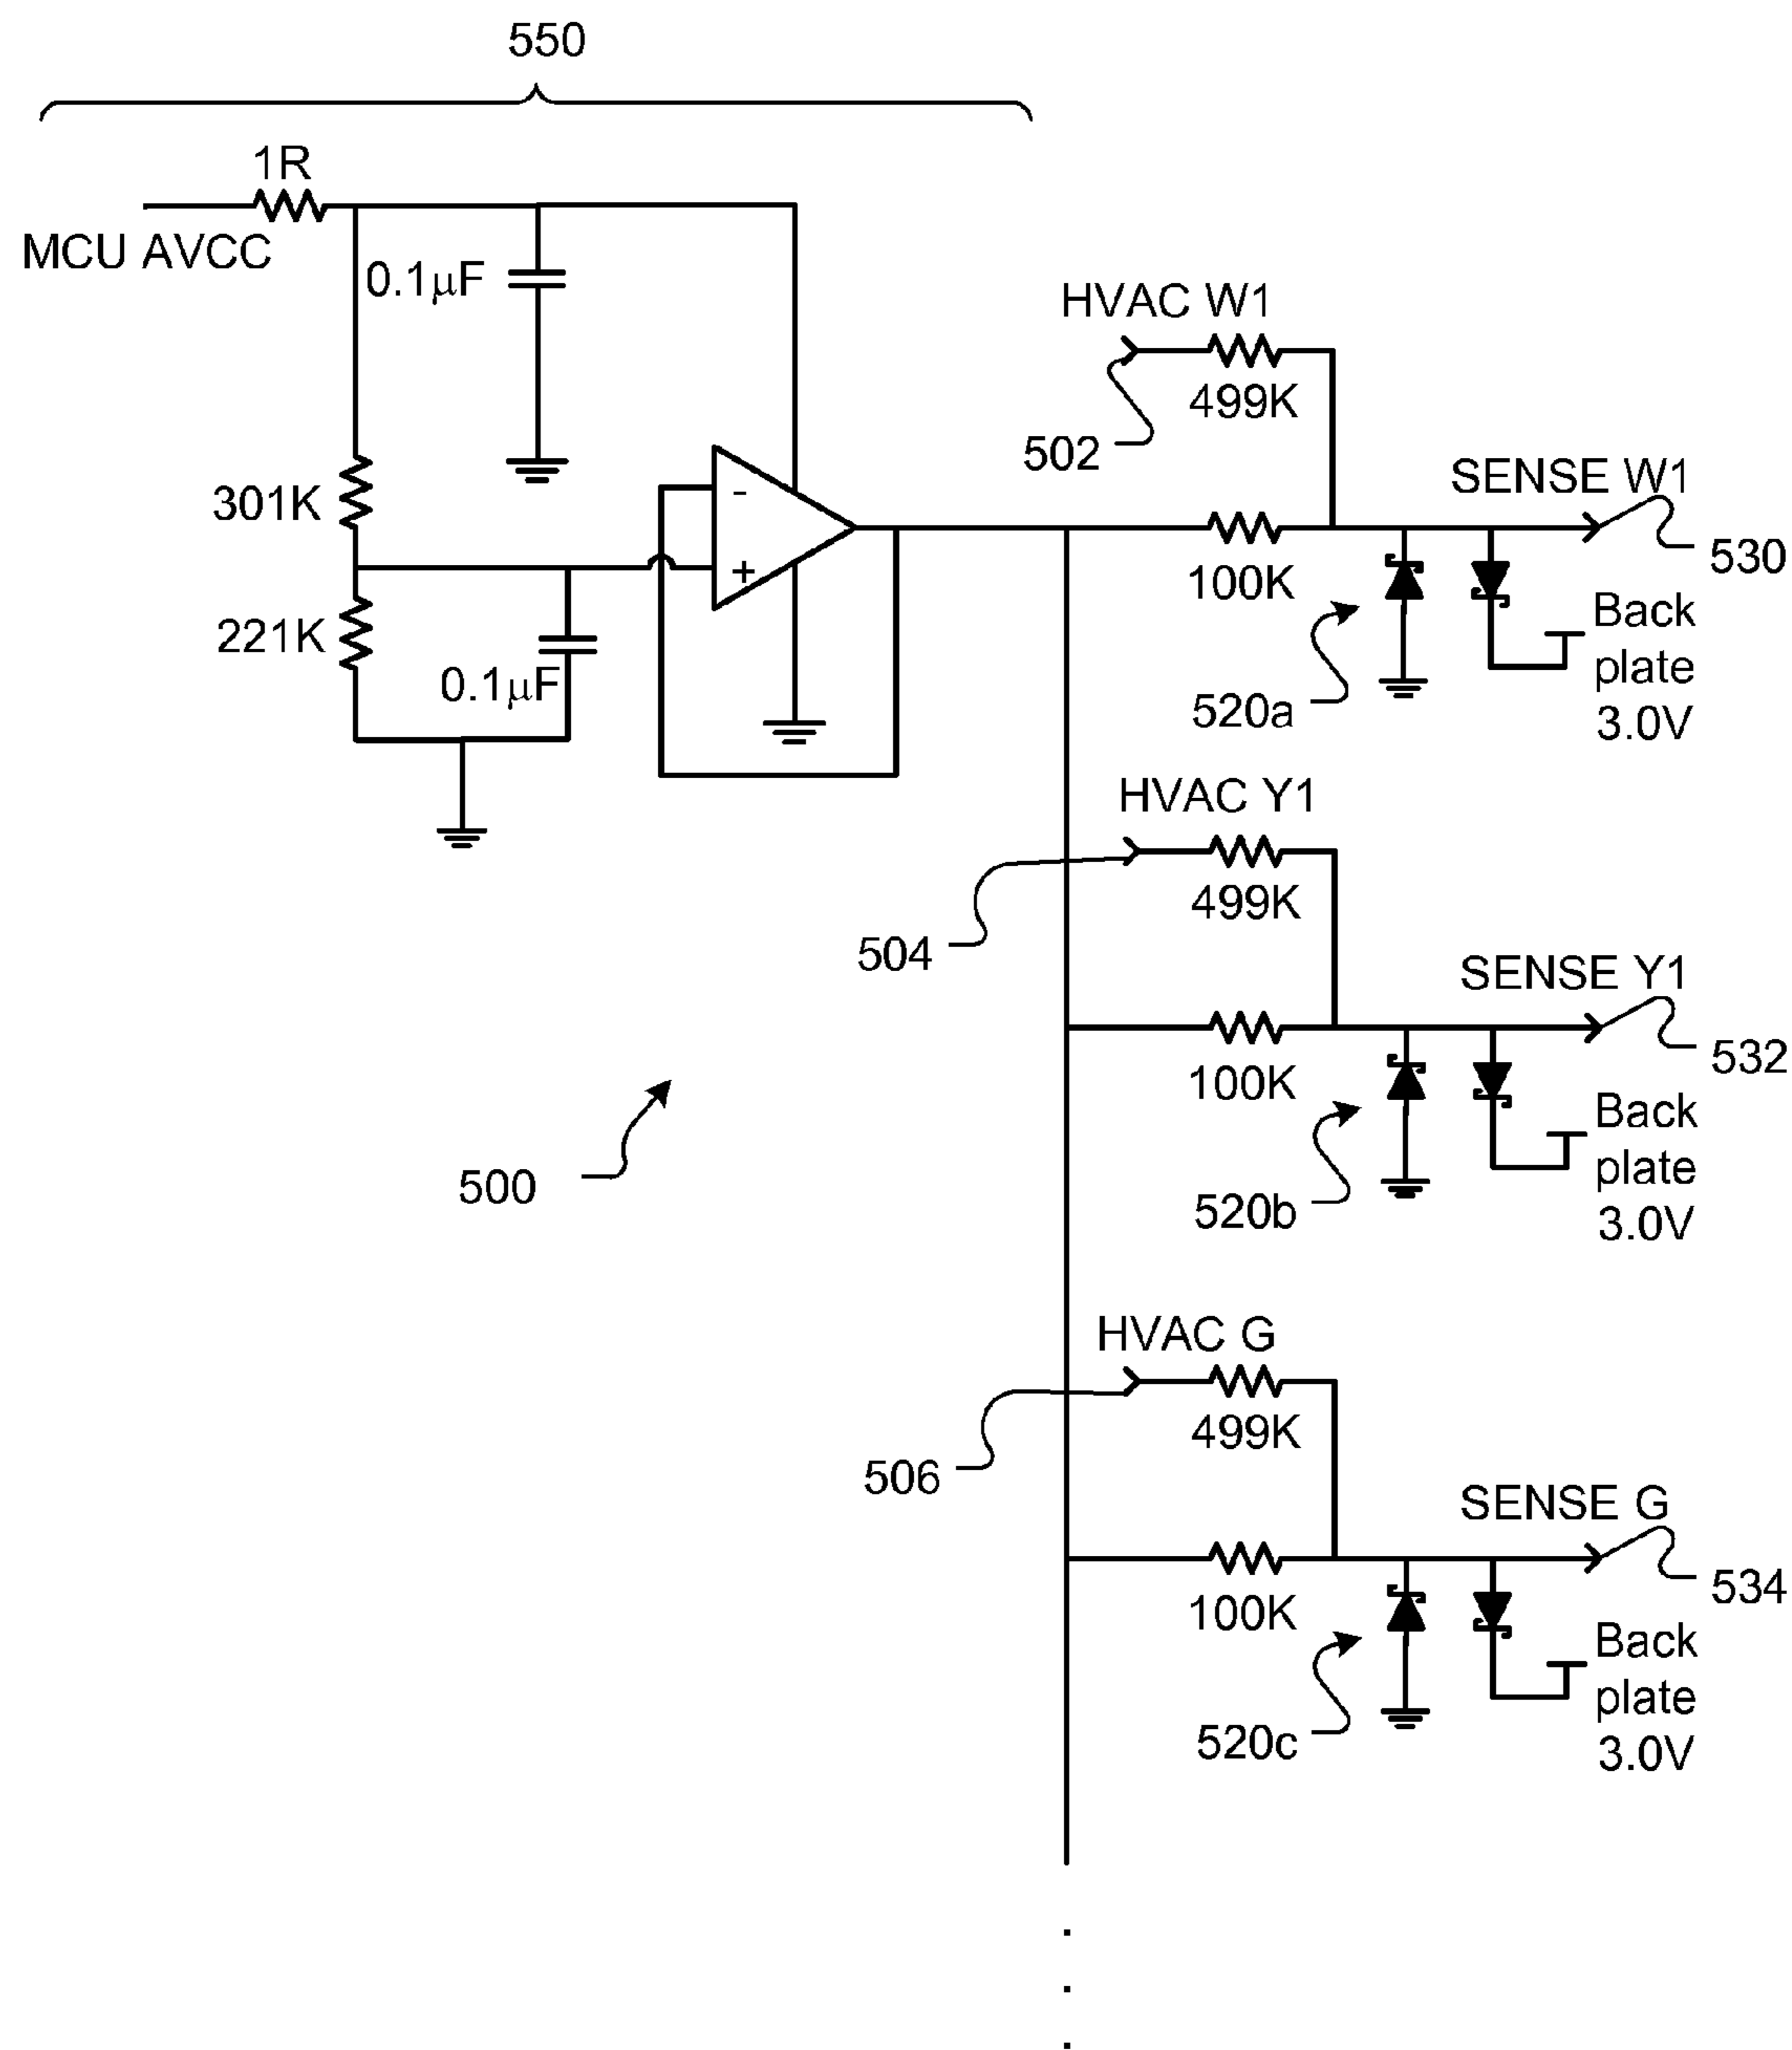 550
1R
MCU AVCC
0.1µF
301K
221K
0.1µF
-
+
HVAC W1
499K
502
SENSE W1
100K
530
520a
Back
plate
3.0V
HVAC Y1
499K
504
SENSE Y1
100K
532
520b
Back
plate
3.0V
500
HVAC G
499K
506
SENSE G
100K
534
520c
Back
plate
3.0V
.
.
.